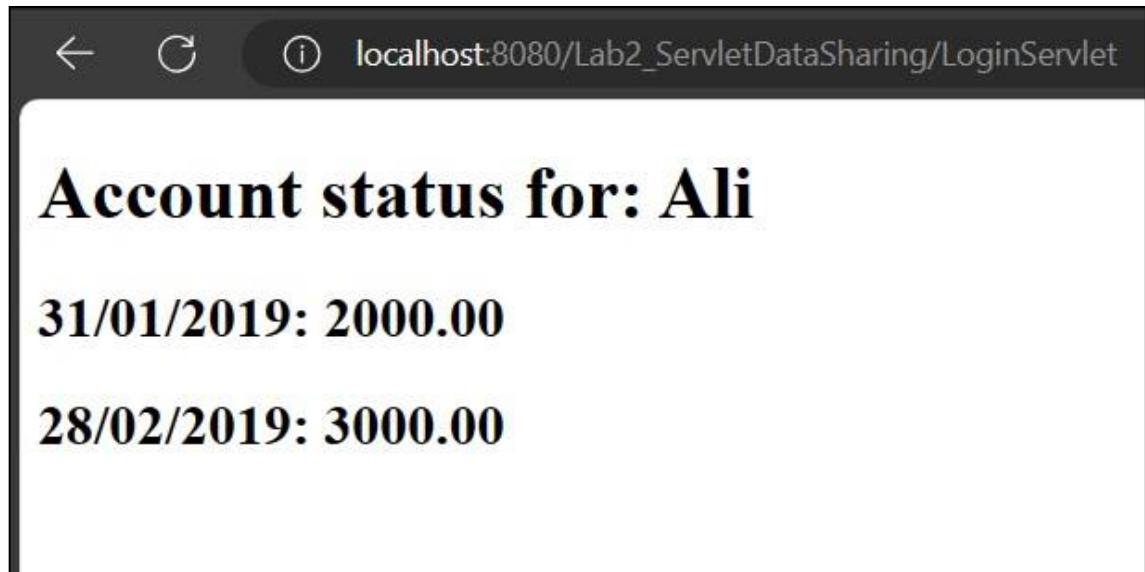 localhost:8080/Lab2_ServletDataSharing/LoginServlet
Account status for: Ali
31/01/2019: 2000.00
28/02/2019: 3000.00